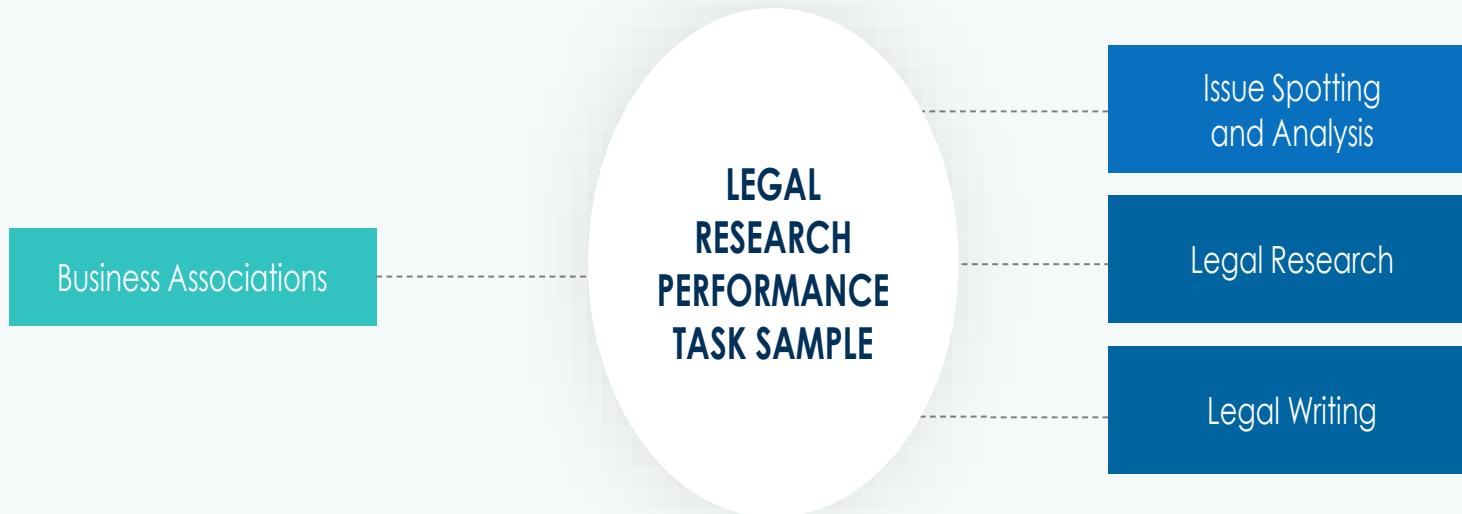 Business Associations
LEGAL
RESEARCH
PERFORMANCE
TASK SAMPLE
Issue Spotting
and Analysis
Legal Research
Legal Writing